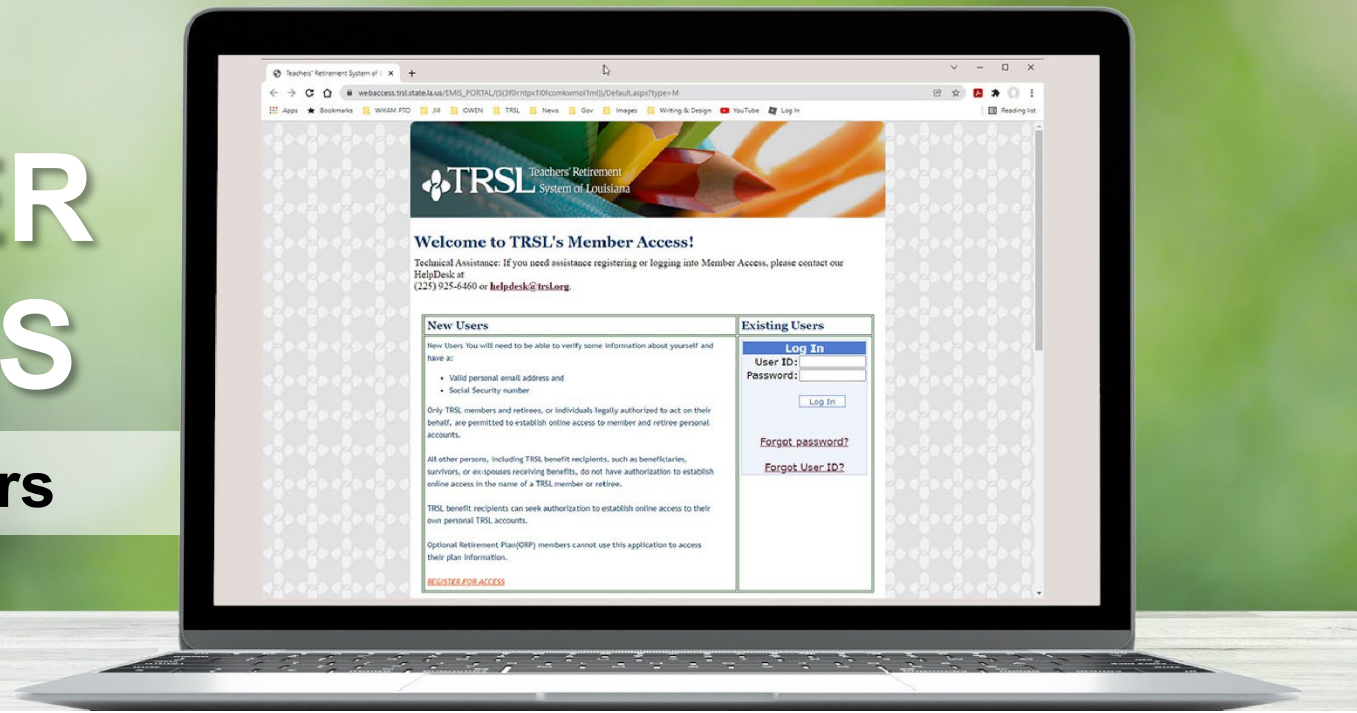 ER
S
rs
Teachers' Retirement System of L
webaccess.trsl.state.la.us/EMIS_PORTAL/(S(3f0rntpx1l0fcomkwmol1ml))/Default.aspx?type=M
Apps Bookmarks WHAM PTO Jill OWEN TRSL News Gov Images Writing & Design YouTube Log In Reading list
TRSL Teachers' Retirement
System of Louisiana
Welcome to TRSL's Member Access!
Technical Assistance: If you need assistance registering or logging into Member Access, please contact our
HelpDesk at
(225) 925-6460 or helpdesk@trsl.org.
New Users
New Users You will need to be able to verify some information about yourself and
have a:
• Valid personal email address and
• Social Security number
Only TRSL members and retirees, or individuals legally authorized to act on their
behalf, are permitted to establish online access to member and retiree personal
accounts.
All other persons, including TRSL benefit recipients, such as beneficiaries,
survivors, or ex-spouses receiving benefits, do not have authorization to establish
online access in the name of a TRSL member or retiree.
TRSL benefit recipients can seek authorization to establish online access to their
own personal TRSL accounts.
Optional Retirement Plan(ORP) members cannot use this application to access
their plan information.
REGISTER FOR ACCESS
Existing Users
Log In
User ID:
Password:
Log In
Forgot password?
Forgot User ID?